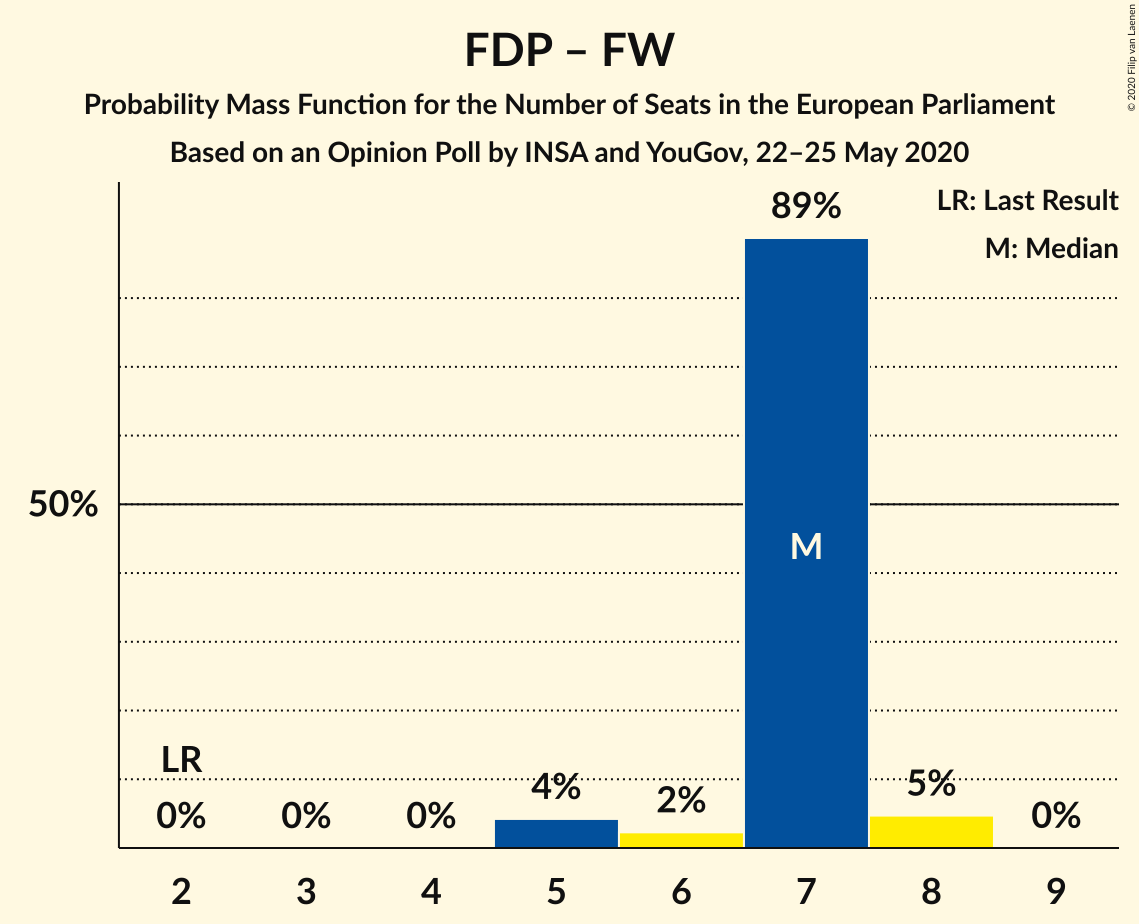 FDP – FW
Probability Mass Function for the Number of Seats in the European Parliament
Based on an Opinion Poll by INSA and YouGov, 22–25 May 2020
© 2020 Filip van Laenen
LR: Last Result
M: Median
89%
50%
M
LR
0%
0%
0%
4%
2%
5%
0%
2
3
4
5
6
7
8
9